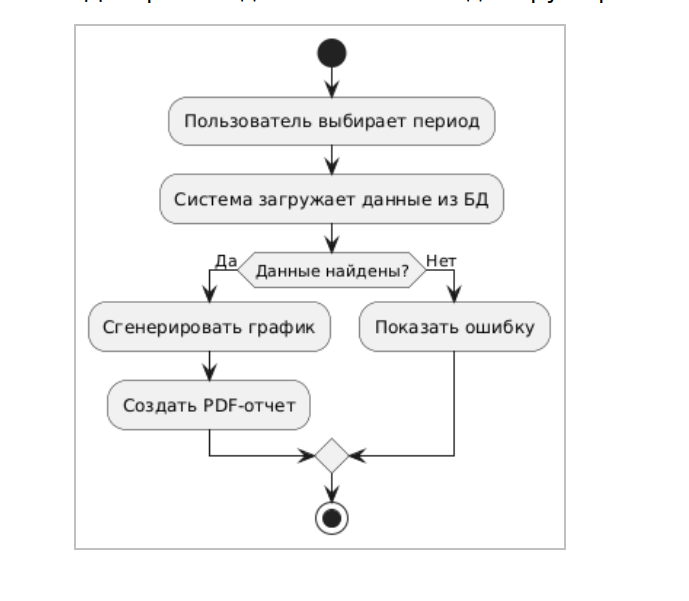 Пользователь выбирает период
Система загружает данные из БД
Да
Данные найдены?
Нет
Сгенерировать график
Показать ошибку
Создать PDF-отчет